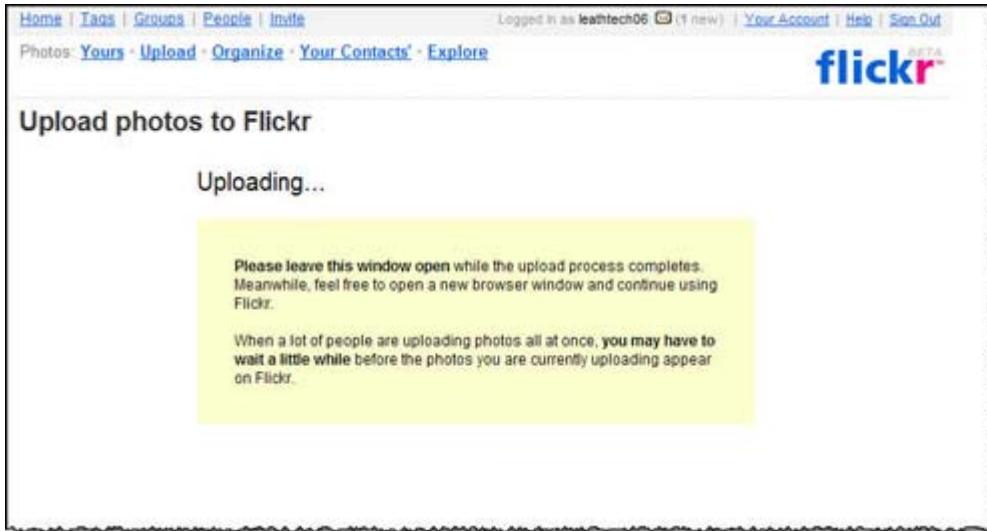 Home | Tags | Groups | People | Invite
Logged in as leathtech06 (1 new) | Your Account | Help | Sign Out
Photos: Yours · Upload · Organize · Your Contacts' · Explore
flickr BETA
Upload photos to Flickr
Uploading...
Please leave this window open while the upload process completes.
Meanwhile, feel free to open a new browser window and continue using
Flickr.
When a lot of people are uploading photos all at once, you may have to
wait a little while before the photos you are currently uploading appear
on Flickr.